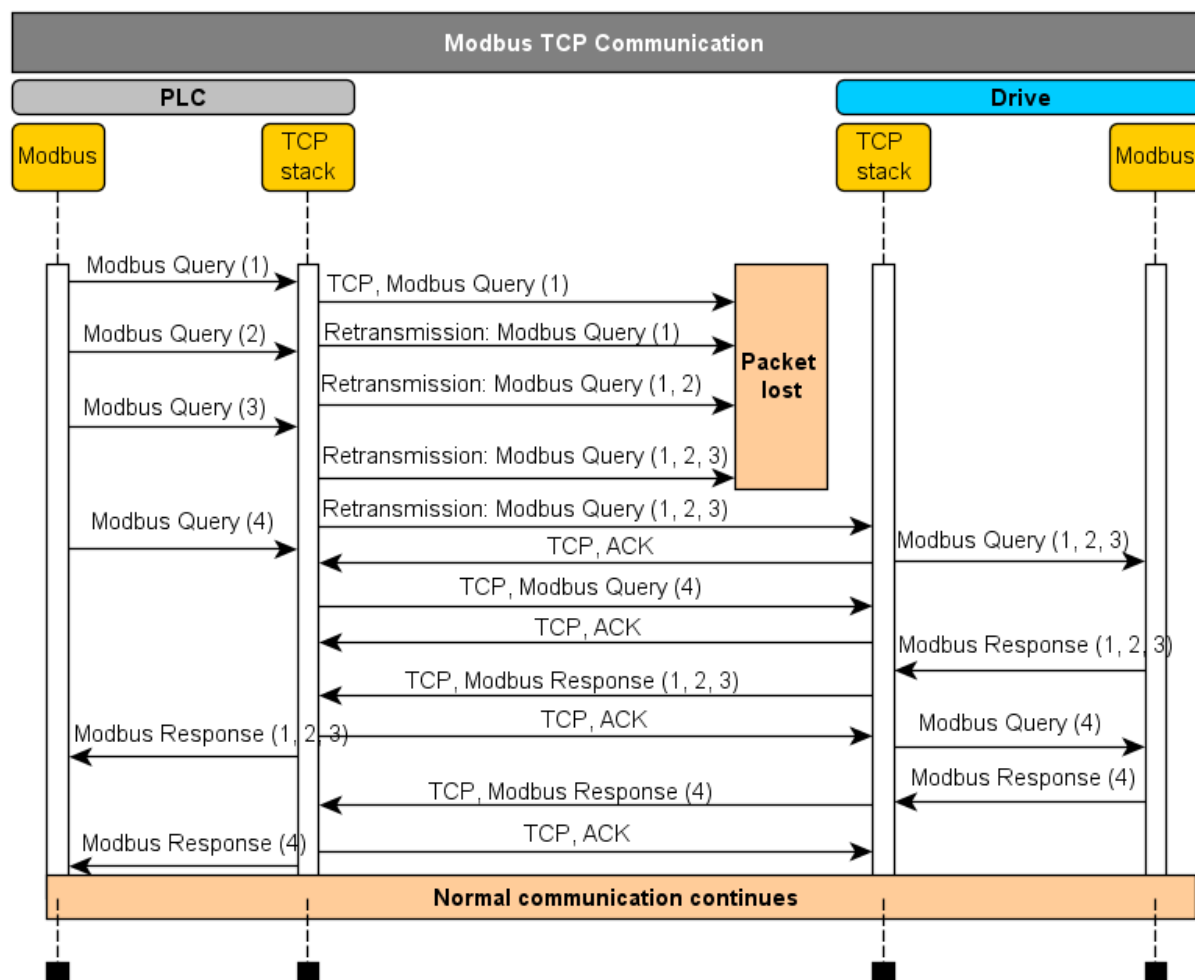 Modbus TCP Communication
PLC
Drive
Modbus
TCP
stack
TCP
stack
Modbus
Modbus Query (1)
TCP, Modbus Query (1)
Modbus Query (2)
Retransmission: Modbus Query (1)
Packet
lost
Retransmission: Modbus Query (1, 2)
Modbus Query (3)
Retransmission: Modbus Query (1, 2, 3)
Retransmission: Modbus Query (1, 2, 3)
Modbus Query (4)
TCP, ACK
Modbus Query (1, 2, 3)
TCP, Modbus Query (4)
TCP, ACK
Modbus Response (1, 2, 3)
TCP, Modbus Response (1, 2, 3)
TCP, ACK
Modbus Query (4)
Modbus Response (1, 2, 3)
Modbus Response (4)
TCP, Modbus Response (4)
TCP, ACK
Modbus Response (4)
Normal communication continues